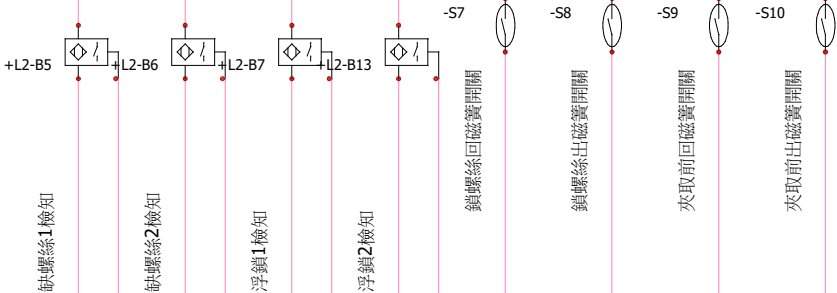 -S7
-S8
-S9
-S10
+L2-B5
+L2-B6
+L2-B7
+L2-B13
缺螺絲1檢知
缺螺絲2檢知
浮鎖1檢知
浮鎖2檢知
鎖螺絲回磁簧開關
鎖螺絲出磁簧開關
夾取前回磁簧開關
夾取前出磁簧開關